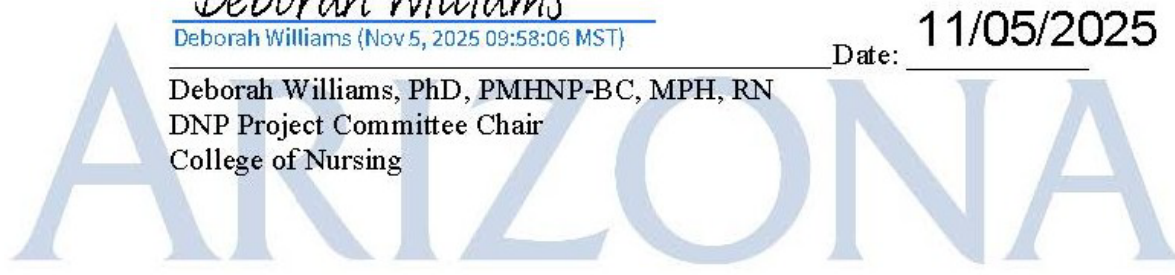 Deborah Williams
Deborah Williams (Nov 5, 2025 09:58:06 MST)
Date: 11/05/2025
Deborah Williams, PhD, PMHNP-BC, MPH, RN
DNP Project Committee Chair
College of Nursing
ARIZONA